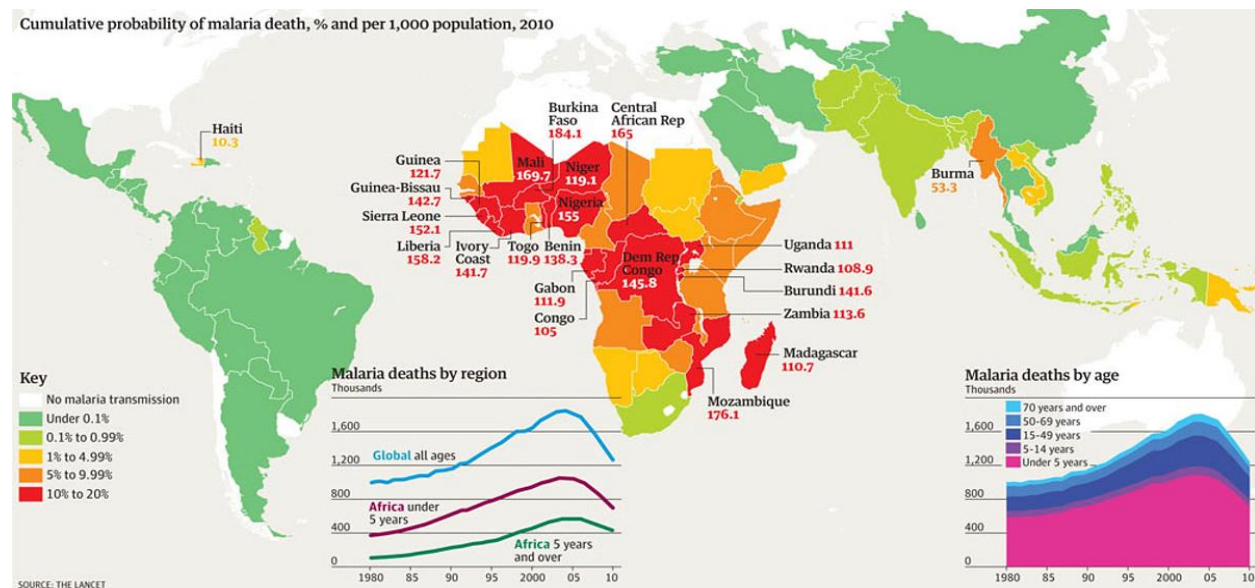 Cumulative probability of malaria death, % and per 1,000 population, 2010
Haiti
10.3
Burkina
Faso
184.1
Central
African Rep
165
Guinea
121.7
Mali
169.7
Niger
119.1
Guinea-Bissau
142.7
Nigeria
155
Sierra Leone
152.1
Liberia
158.2
Ivory
Coast
141.7
Togo
119.9
Benin
138.3
Dem Rep
Congo
145.8
Gabon
111.9
Congo
105
Uganda 111
Rwanda 108.9
Burundi 141.6
Zambia 113.6
Madagascar
110.7
Mozambique
176.1
Burma
53.3
Key
No malaria transmission
Under 0.1%
0.1% to 0.99%
1% to 4.99%
5% to 9.99%
10% to 20%
Malaria deaths by region
Thousands
1,600
1,200
800
400
0
Global all ages
Africa under
5 years
Africa 5 years
and over
1980 85 90 95 2000 05 10
Malaria deaths by age
Thousands
70 years and over
50-69 years
15-49 years
5-14 years
Under 5 years
1,600
1,200
800
400
0
1980 85 90 95 2000 05 10
SOURCE: THE LANCET